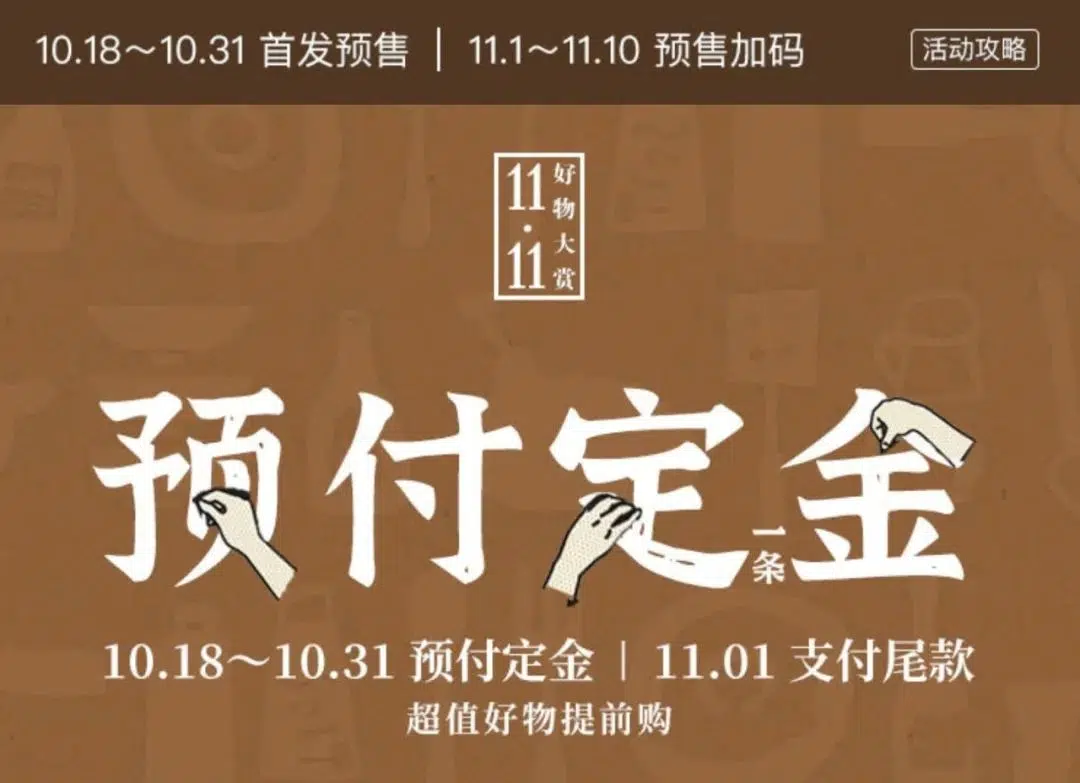 10.18～10.31 首发预售 | 11.1～11.10 预售加码
活动攻略
11·11
好物大赏
预付定金
一条
10.18～10.31 预付定金 | 11.01 支付尾款
超值好物提前购